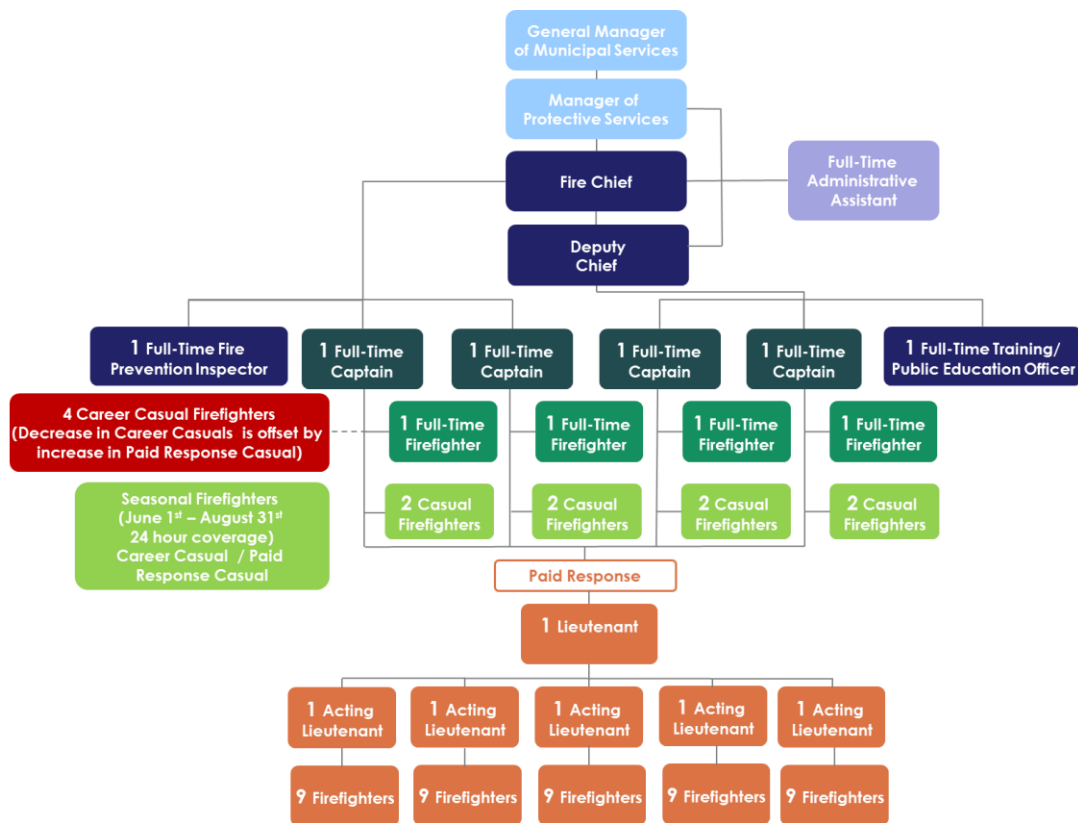 General Manager
of Municipal Services
Manager of
Protective Services
Fire Chief
Full-Time
Administrative
Assistant
Deputy
Chief
1 Full-Time Fire
Prevention Inspector
1 Full-Time
Captain
1 Full-Time
Captain
1 Full-Time
Captain
1 Full-Time
Captain
1 Full-Time Training/
Public Education Officer
4 Career Casual Firefighters
(Decrease in Career Casuals is offset by
increase in Paid Response Casual)
1 Full-Time
Firefighter
1 Full-Time
Firefighter
1 Full-Time
Firefighter
1 Full-Time
Firefighter
Seasonal Firefighters
(June 1st – August 31st
24 hour coverage)
Career Casual / Paid
Response Casual
2 Casual
Firefighters
2 Casual
Firefighters
2 Casual
Firefighters
2 Casual
Firefighters
Paid Response
1 Lieutenant
1 Acting
Lieutenant
1 Acting
Lieutenant
1 Acting
Lieutenant
1 Acting
Lieutenant
1 Acting
Lieutenant
9 Firefighters
9 Firefighters
9 Firefighters
9 Firefighters
9 Firefighters